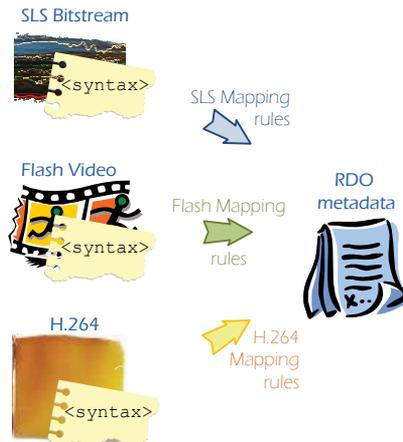 SLS Bitstream
<syntax>
SLS Mapping
rules
Flash Video
<syntax>
Flash Mapping
rules
RDO
metadata
H.264
<syntax>
H.264
Mapping
rules